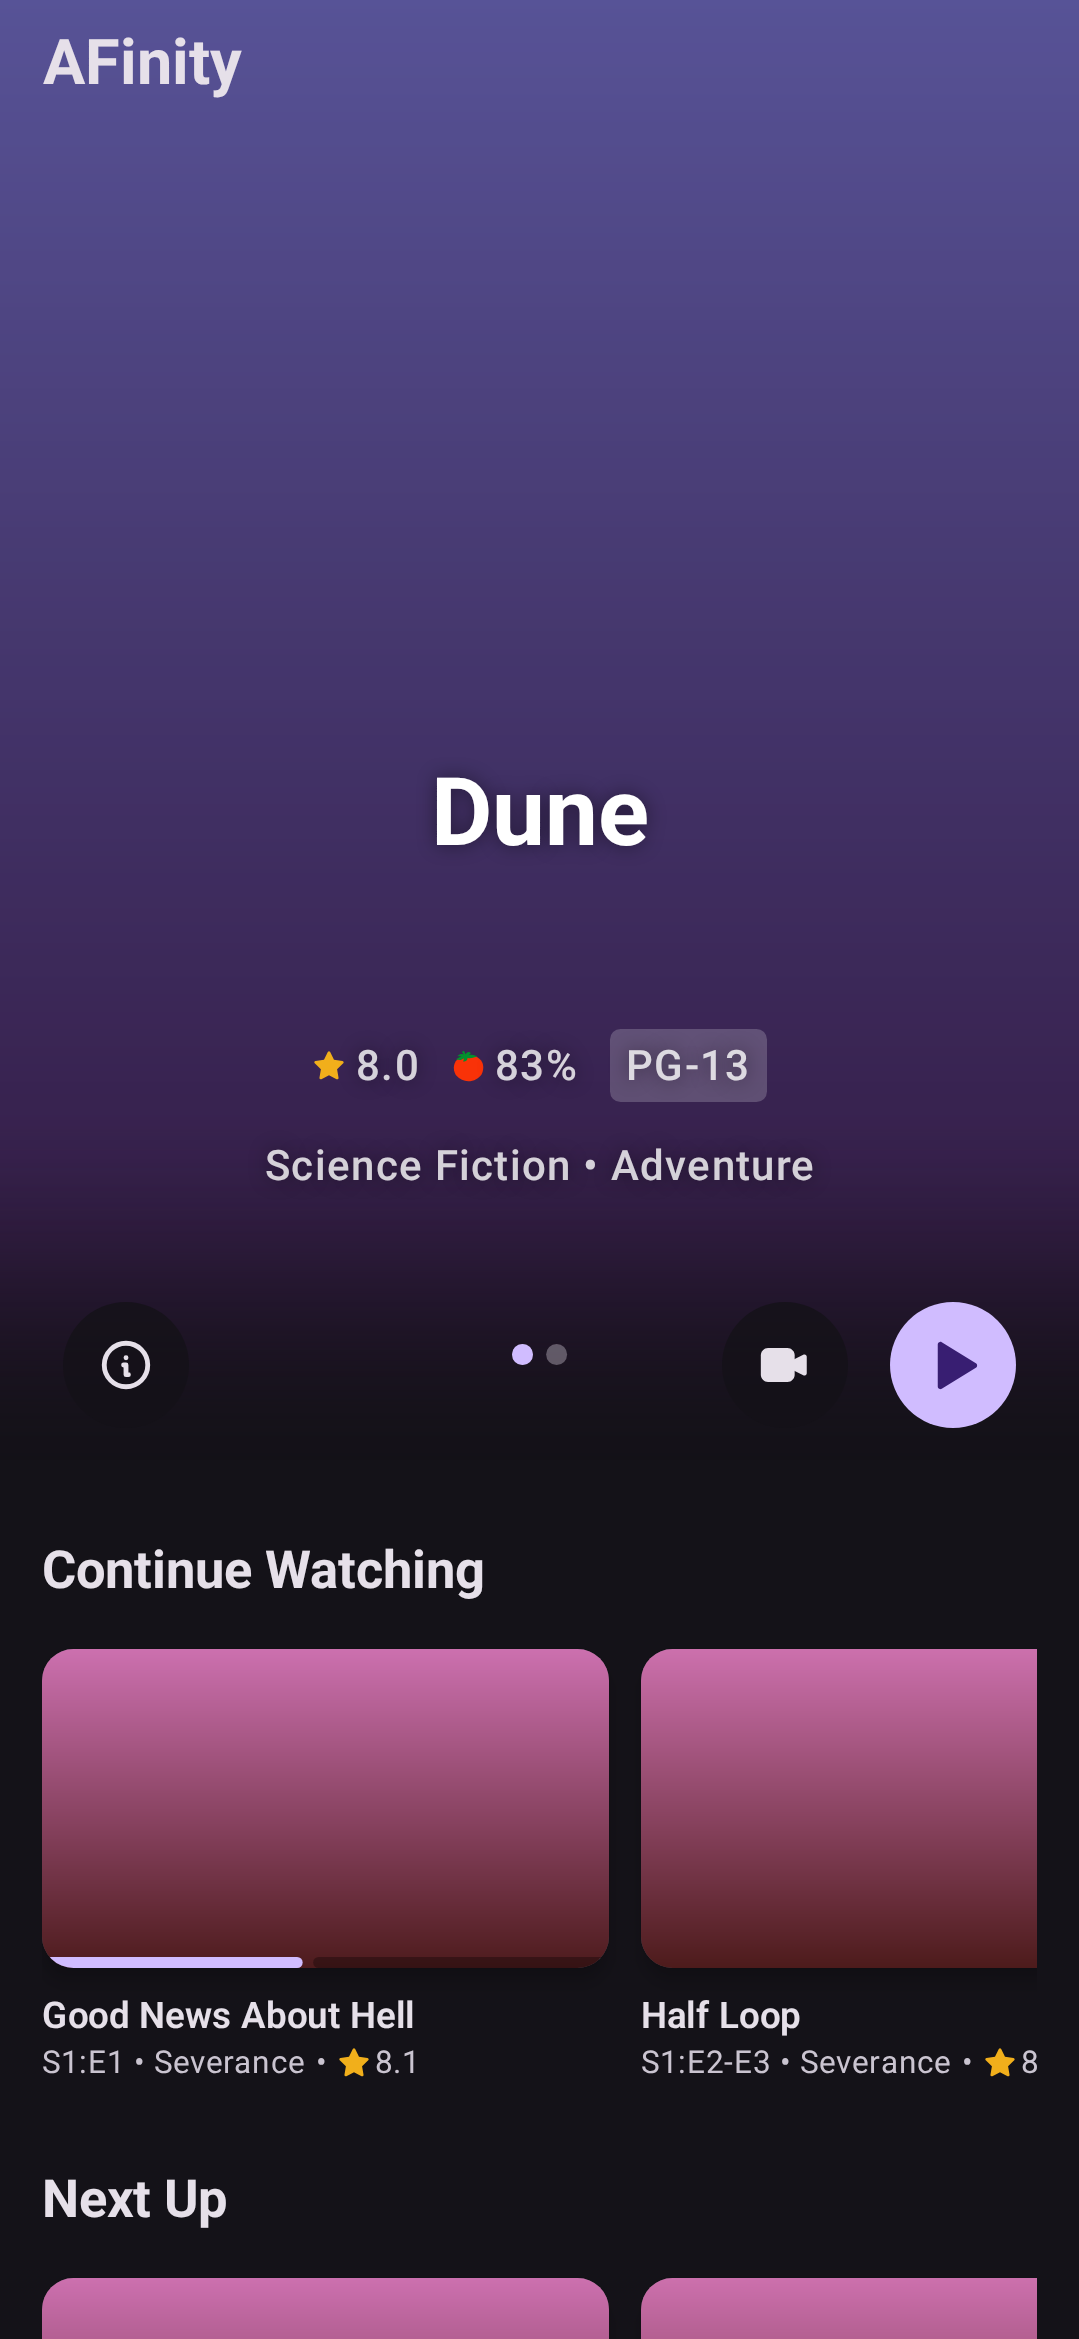 AFinity
Dune
8.0 83% PG-13
Science Fiction • Adventure
Continue Watching
Good News About Hell
S1:E1 • Severance • 8.1
Half Loop
S1:E2-E3 • Severance • 8
Next Up